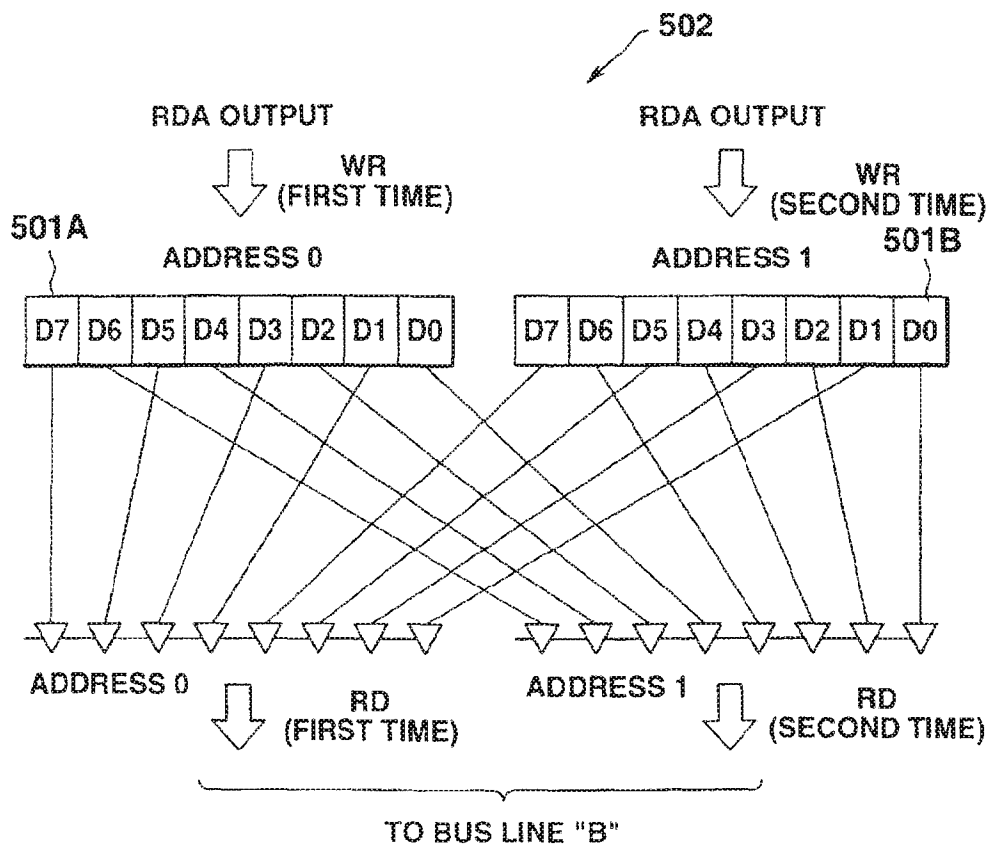 502
RDA OUTPUT
RDA OUTPUT
WR
(FIRST TIME)
WR
(SECOND TIME)
501A
501B
ADDRESS 0
ADDRESS 1
D7 D6 D5 D4 D3 D2 D1 D0
D7 D6 D5 D4 D3 D2 D1 D0
ADDRESS 0
RD
(FIRST TIME)
ADDRESS 1
RD
(SECOND TIME)
TO BUS LINE "B"